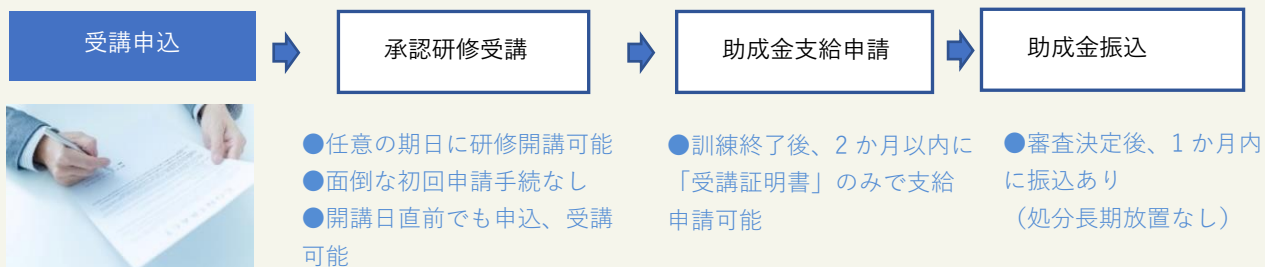 受講申込
承認研修受講
助成金支給申請
助成金振込
●任意の期日に研修開講可能
●面倒な初回申請手続なし
●開講日直前でも申込、受講
可能
●訓練終了後、2 か月以内に
「受講証明書」のみで支給
申請可能
●審査決定後、1 か月内
に振込あり
（処分長期放置なし）